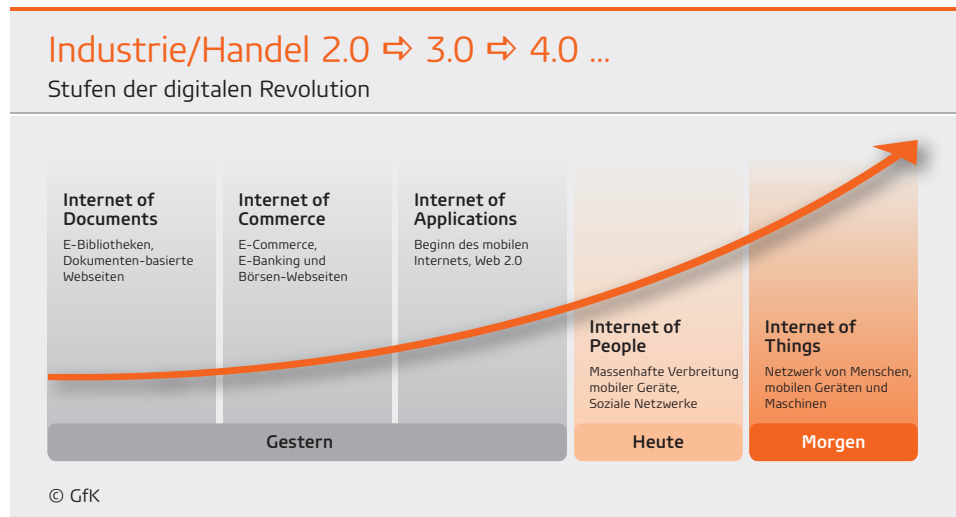 Industrie/Handel 2.0 ⇨ 3.0 ⇨ 4.0 ...
Stufen der digitalen Revolution
Internet of
Documents
E-Bibliotheken,
Dokumenten-basierte
Webseiten
Internet of
Commerce
E-Commerce,
E-Banking und
Börsen-Webseiten
Internet of
Applications
Beginn des mobilen
Internets, Web 2.0
Internet of
People
Massenhafte Verbreitung
mobiler Geräte,
Soziale Netzwerke
Internet of
Things
Netzwerk von Menschen,
mobilen Geräten und
Maschinen
Gestern
Heute
Morgen
© GfK